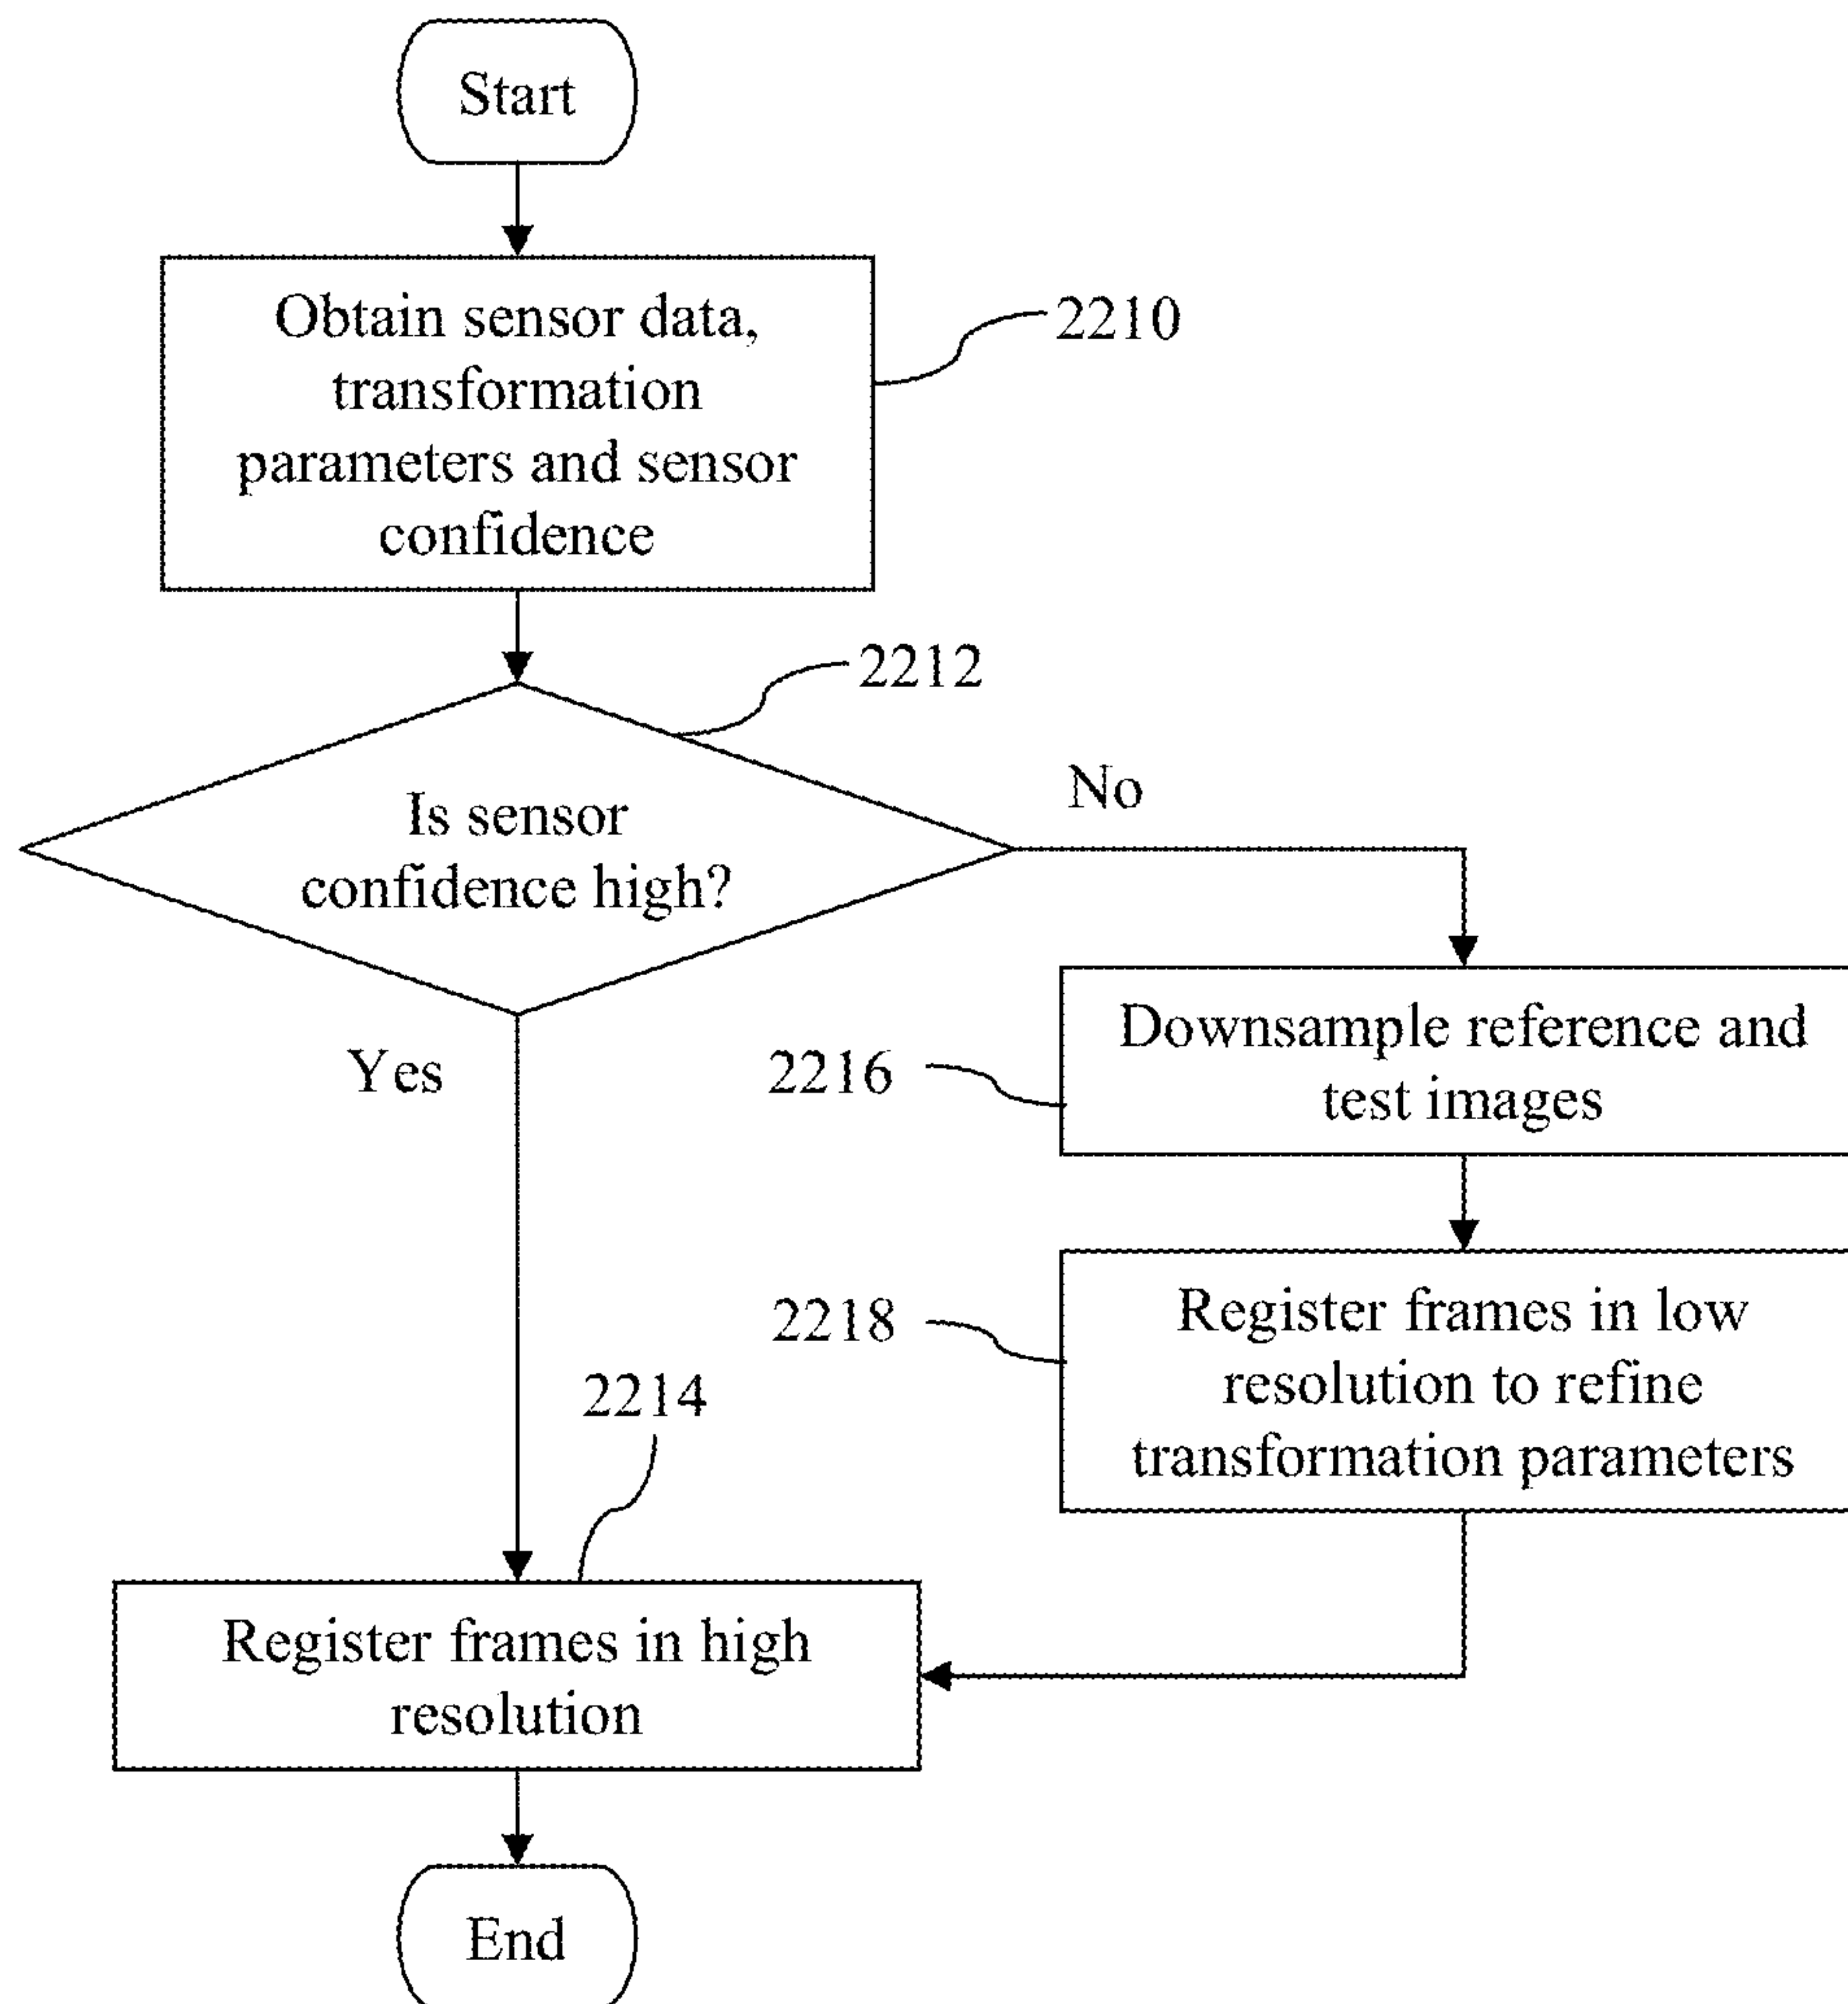 Start
Obtain sensor data,
transformation
parameters and sensor
confidence
2210
2212
Is sensor
confidence high?
No
Yes
Downsample reference and
test images
2216
Register frames in low
resolution to refine
transformation parameters
2218
2214
Register frames in high
resolution
End